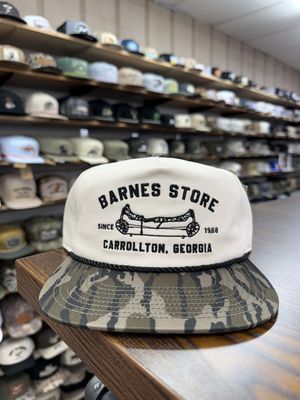 BARNES STORE
SINCE 1988
CARROLLTON, GEORGIA